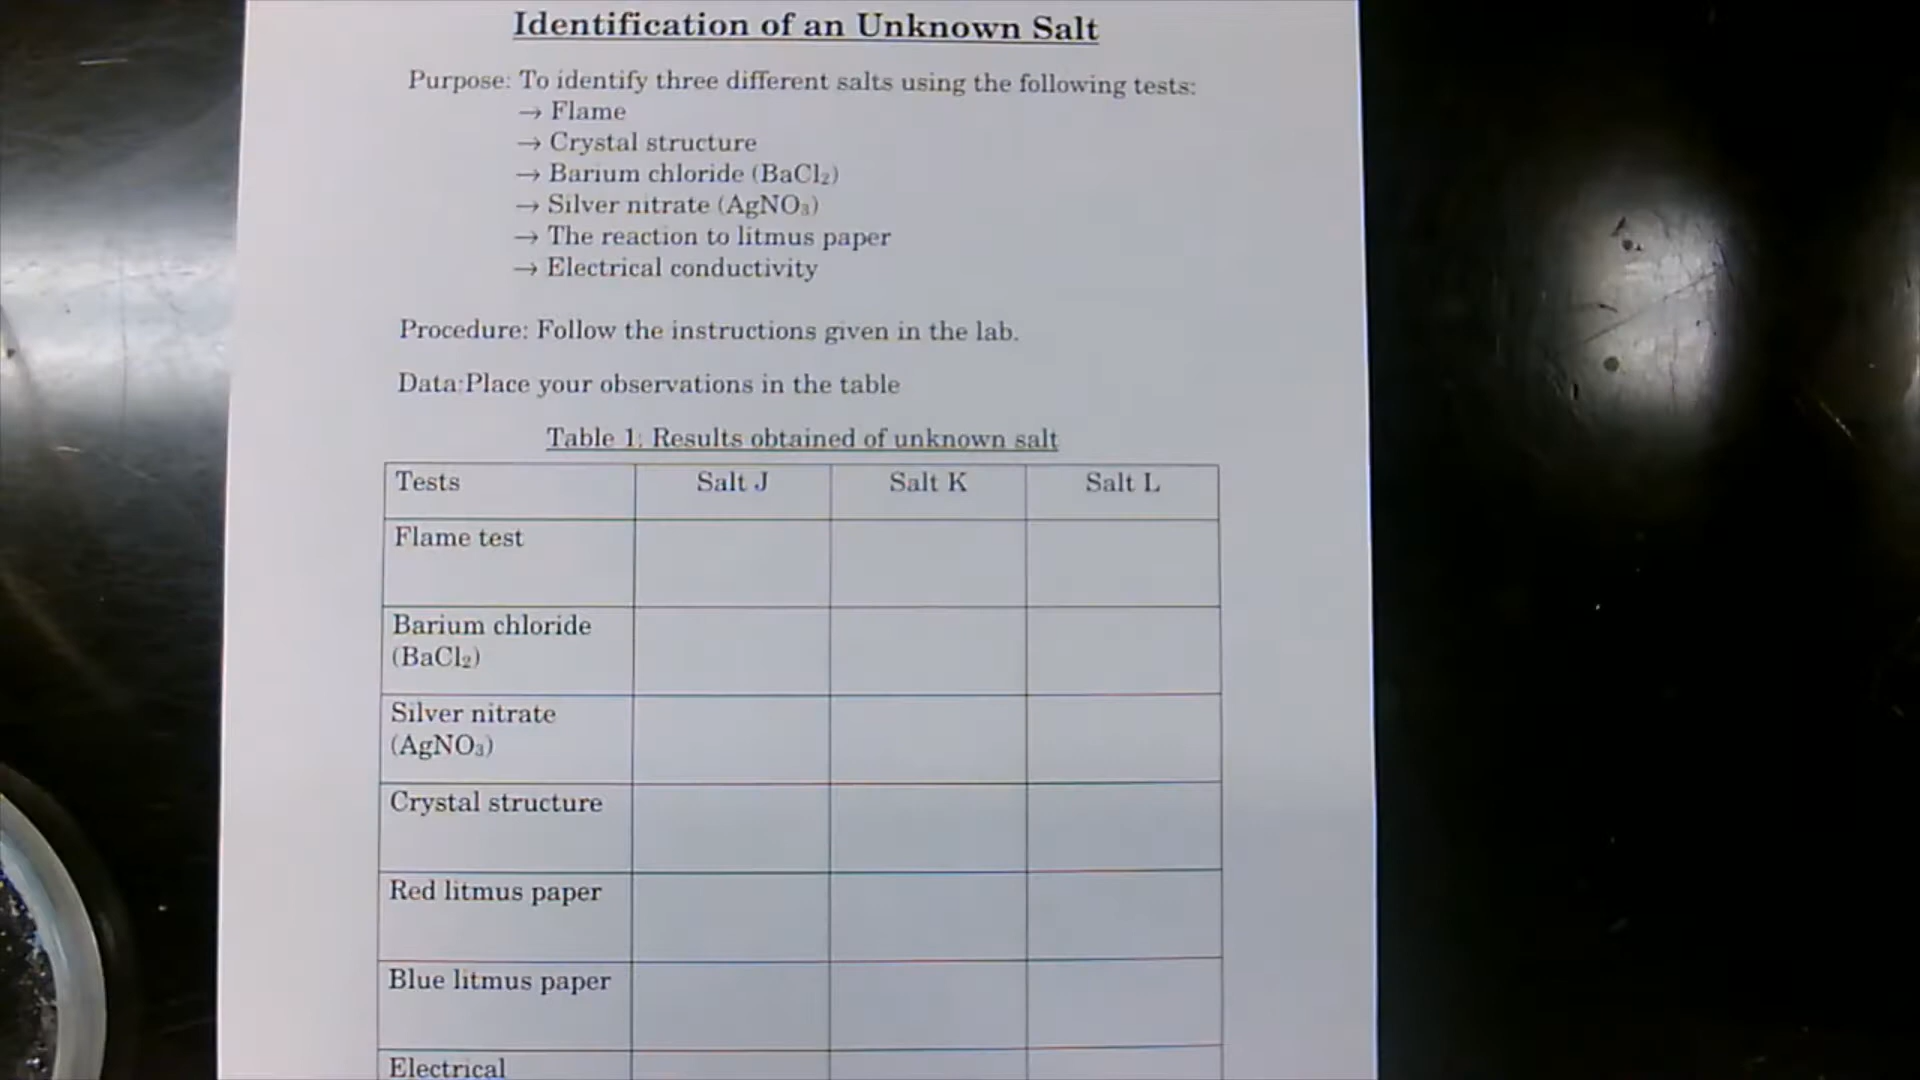 Identification of an Unknown Salt
Purpose: To identify three different salts using the following tests:
→ Flame
→ Crystal structure
→ Barium chloride (BaCl₂)
→ Silver nitrate (AgNO₃)
→ The reaction to litmus paper
→ Electrical conductivity
Procedure: Follow the instructions given in the lab.
Data:Place your observations in the table
Table 1: Results obtained of unknown salt
Tests Salt J Salt K Salt L
Flame test
Barium chloride
(BaCl₂)
Silver nitrate
(AgNO₃)
Crystal structure
Red litmus paper
Blue litmus paper
Electrical